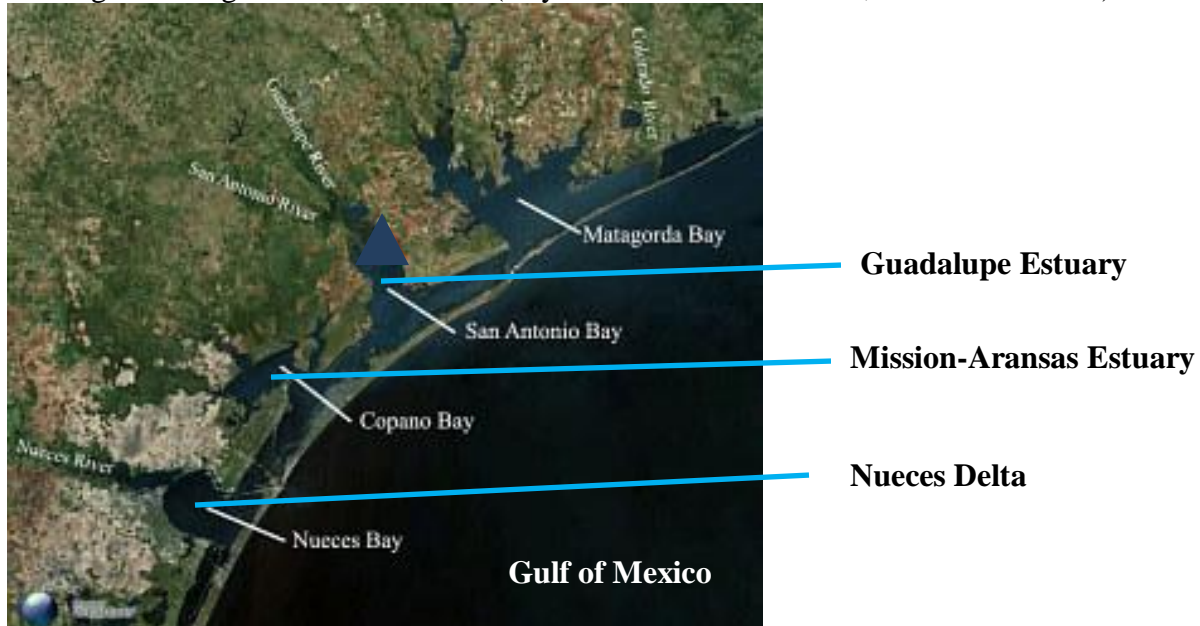 Colorado River
Guadalupe River
San Antonio River
Matagorda Bay
Guadalupe Estuary
San Antonio Bay
Mission-Aransas Estuary
Copano Bay
Nueces River
Nueces Delta
Nueces Bay
Gulf of Mexico